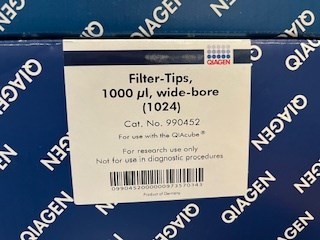 QIAGEN
Filter-Tips,
1000 µl, wide-bore
(1024)
Cat. No. 990452
For use with the QIAcube®
For research use only
Not for use in diagnostic procedures
Product of Germany
QIAGEN
QIAGEN
QIAGEN
QIAGEN
QIAGEN